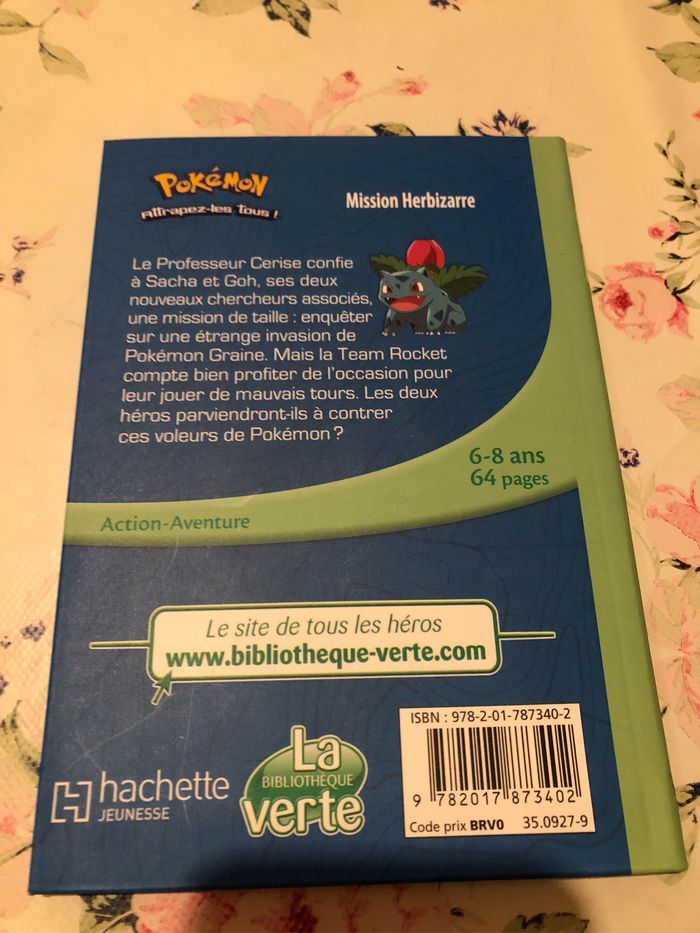 POKéMON
Attrapez-les tous !
Mission Herbizarre
Le Professeur Cerise confie
à Sacha et Goh, ses deux
nouveaux chercheurs associés,
une mission de taille : enquêter
sur une étrange invasion de
Pokémon Graine. Mais la Team Rocket
compte bien profiter de l'occasion pour
leur jouer de mauvais tours. Les deux
héros parviendront-ils à contrer
ces voleurs de Pokémon ?
6-8 ans
64 pages
Action-Aventure
Le site de tous les héros
www.bibliotheque-verte.com
hachette
JEUNESSE
La
BIBLIOTHÈQUE
verte
ISBN : 978-2-01-787340-2
9 782017 873402
Code prix BRV0 35.0927-9